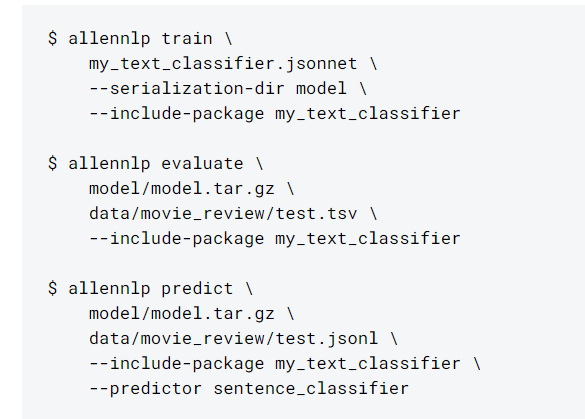 $ allennlp train \
    my_text_classifier.jsonnet \
    --serialization-dir model \
    --include-package my_text_classifier

$ allennlp evaluate \
    model/model.tar.gz \
    data/movie_review/test.tsv \
    --include-package my_text_classifier

$ allennlp predict \
    model/model.tar.gz \
    data/movie_review/test.jsonl \
    --include-package my_text_classifier \
    --predictor sentence_classifier